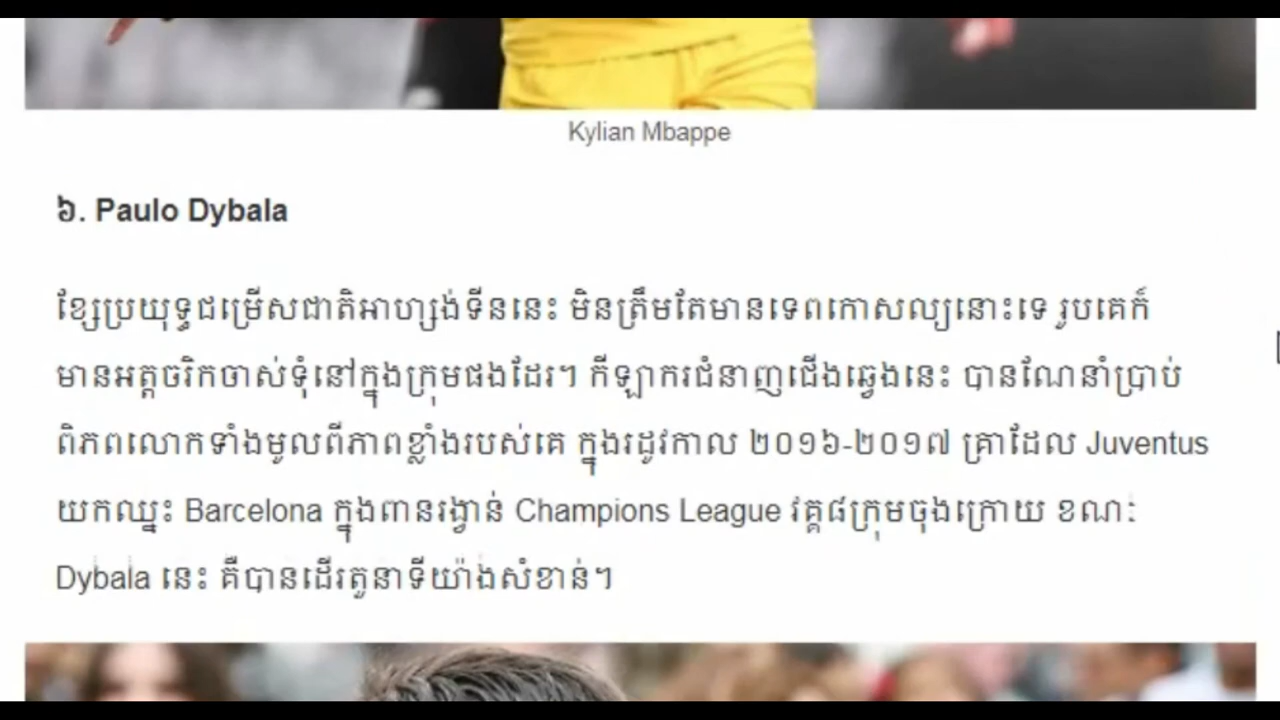 Kylian Mbappe
៦. Paulo Dybala
ខ្សែប្រយុទ្ធជម្រើសជាតិអាហ្សង់ទីននេះ មិនត្រឹមតែមានទេពកោសល្យនោះទេ រូបគេក៏
មានអត្តចរិកចាស់ទុំនៅក្នុងក្រុមផងដែរ។ កីឡាករជំនាញជើងឆ្វេងនេះ បានណែនាំប្រាប់
ពិភពលោកទាំងមូលពីភាពខ្លាំងរបស់គេ ក្នុងរដូវកាល ២០១៦-២០១៧ គ្រាដែល Juventus
យកឈ្នះ Barcelona ក្នុងពានរង្វាន់ Champions League វគ្គ៨ក្រុមចុងក្រោយ ខណៈ
Dybala នេះ គឺបានដើរតួនាទីយ៉ាងសំខាន់។